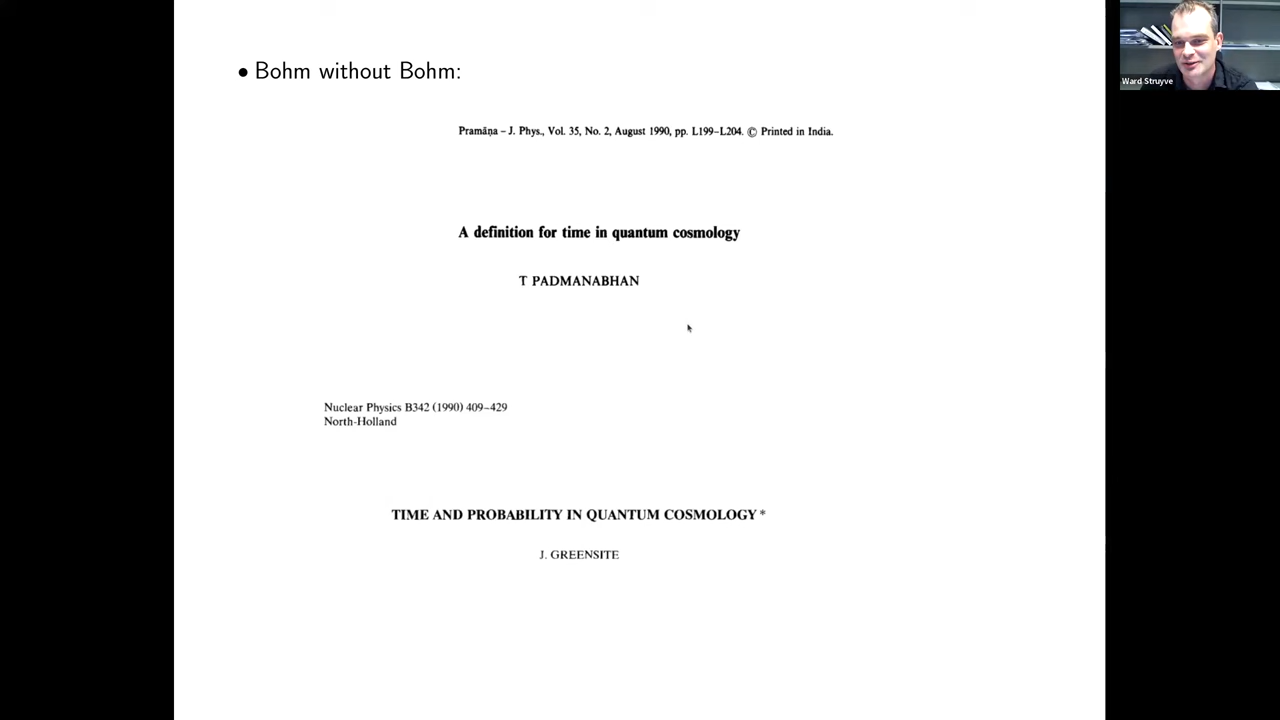 • Bohm without Bohm:
Pramāṇa – J. Phys., Vol. 35, No. 2, August 1990, pp. L199–L204. © Printed in India.
A definition for time in quantum cosmology
T PADMANABHAN
Nuclear Physics B342 (1990) 409–429
North-Holland
TIME AND PROBABILITY IN QUANTUM COSMOLOGY *
J. GREENSITE
Ward Struyve